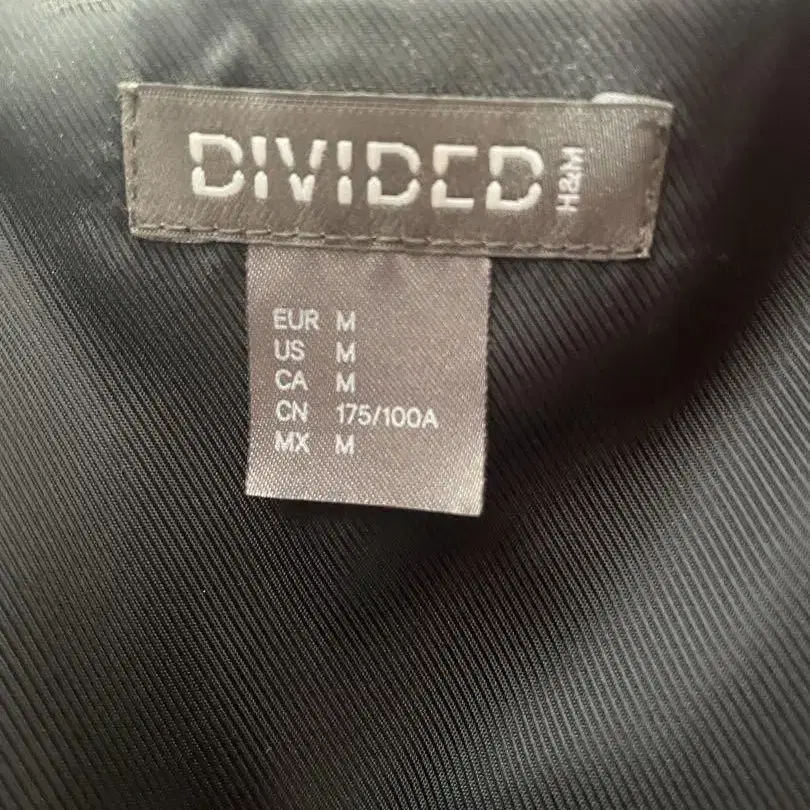 DIVIDED H&M
EUR M
US M
CA M
CN 175/100A
MX M